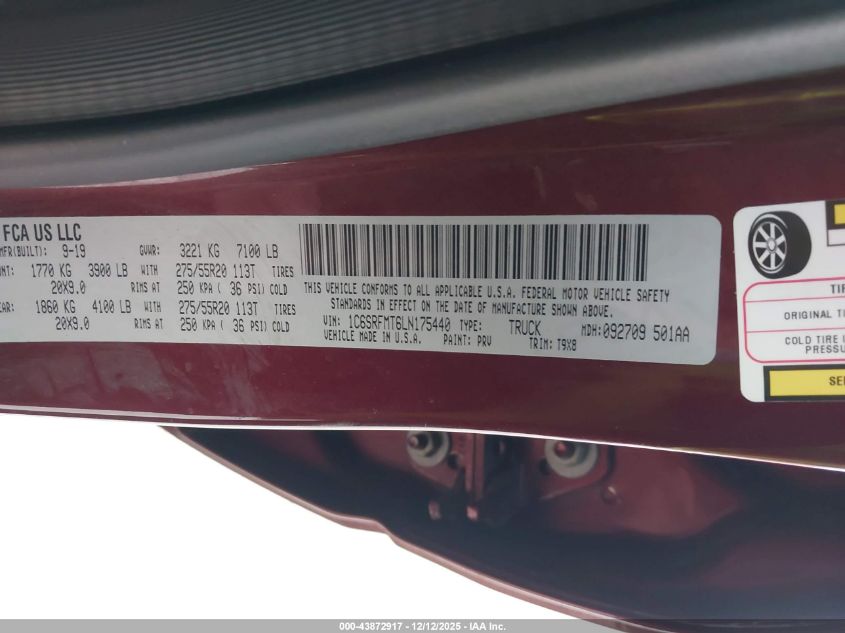 FCA US LLC
MFR(BUILT): 9-19 GVWR: 3221 KG 7100 LB
1770 KG 3900 LB WITH 275/55R20 113T TIRES
20X9.0 RIMS AT 250 KPA ( 36 PSI) COLD
1860 KG 4100 LB WITH 275/55R20 113T TIRES
20X9.0 RIMS AT 250 KPA ( 36 PSI) COLD
THIS VEHICLE CONFORMS TO ALL APPLICABLE U.S.A. FEDERAL MOTOR VEHICLE SAFETY
STANDARDS IN EFFECT ON THE DATE OF MANUFACTURE SHOWN ABOVE.
VIN: 1C6SRFMT6LN175440 TYPE: TRUCK MDH: 092709 501AA
VEHICLE MADE IN U.S.A. PAINT: PRV TRIM: T9X8
ORIGINAL
COLD TIRE
000-43872917 - 12/12/2025 - IAA Inc.